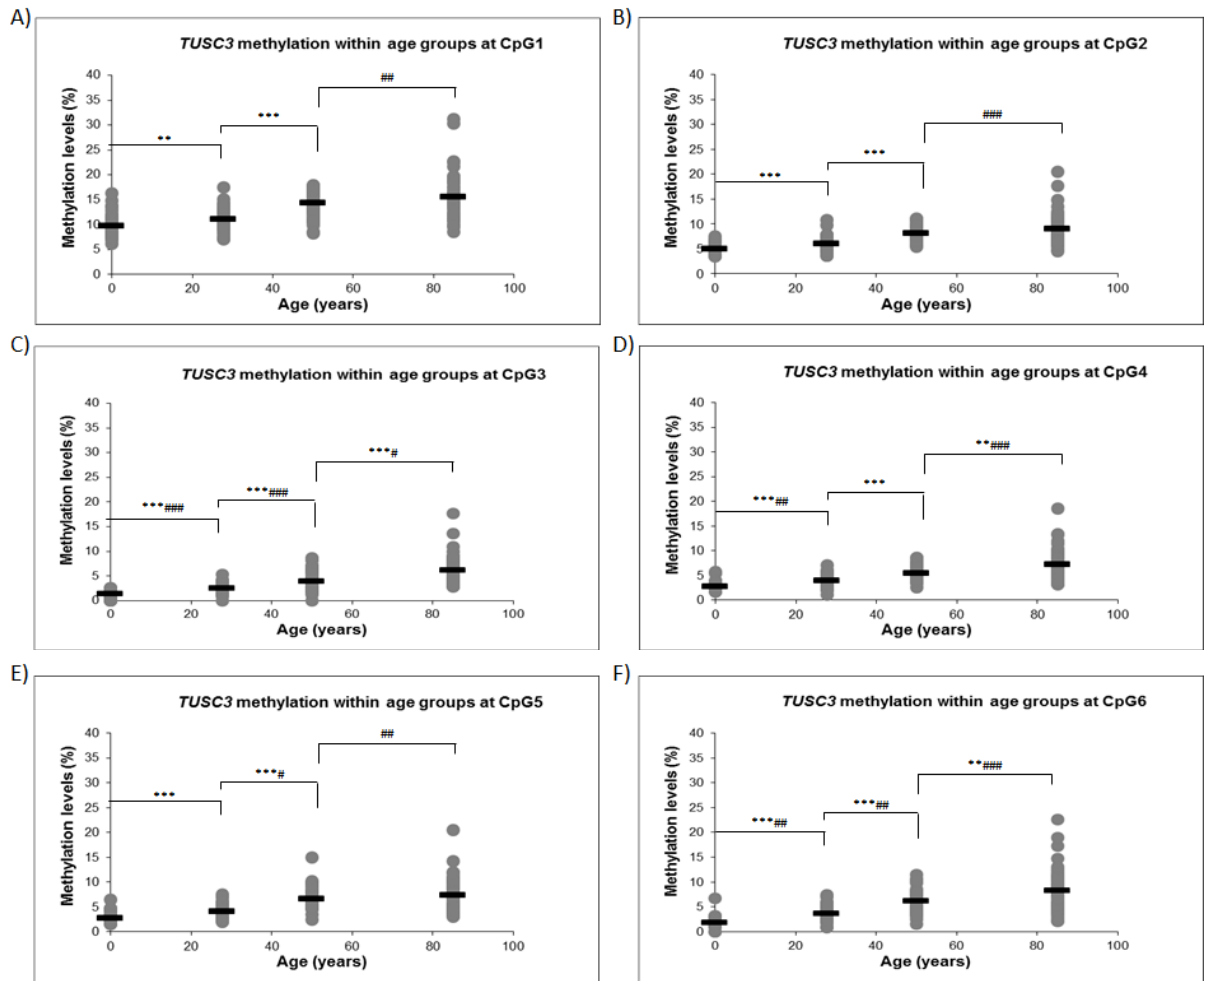 A)
TUSC3 methylation within age groups at CpG1
Methylation levels (%)
40
35
30
25
20
15
10
5
0
**
***
##
0 20 40 60 80 100
Age (years)
B)
TUSC3 methylation within age groups at CpG2
Methylation levels (%)
40
35
30
25
20
15
10
5
0
***
***
###
0 20 40 60 80 100
Age (years)
C)
TUSC3 methylation within age groups at CpG3
Methylation levels (%)
40
35
30
25
20
15
10
5
0
***###
***###
***#
0 20 40 60 80 100
Age (years)
D)
TUSC3 methylation within age groups at CpG4
Methylation levels (%)
40
35
30
25
20
15
10
5
0
***##
***
**###
0 20 40 60 80 100
Age (years)
E)
TUSC3 methylation within age groups at CpG5
Methylation levels (%)
40
35
30
25
20
15
10
5
0
***
***#
##
0 20 40 60 80 100
Age (years)
F)
TUSC3 methylation within age groups at CpG6
Methylation levels (%)
40
35
30
25
20
15
10
5
0
***##
***##
**###
0 20 40 60 80 100
Age (years)